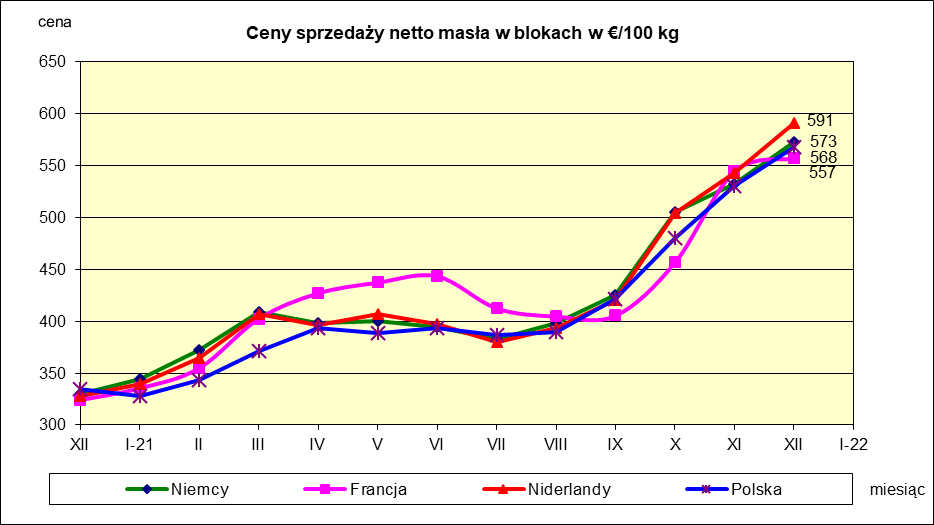 cena
Ceny sprzedaży netto masła w blokach w €/100 kg
650
600
550
500
450
400
350
300
591
573
568
557
XII I-21 II III IV V VI VII VIII IX X XI XII I-22
Niemcy Francja Niderlandy Polska
miesiąc